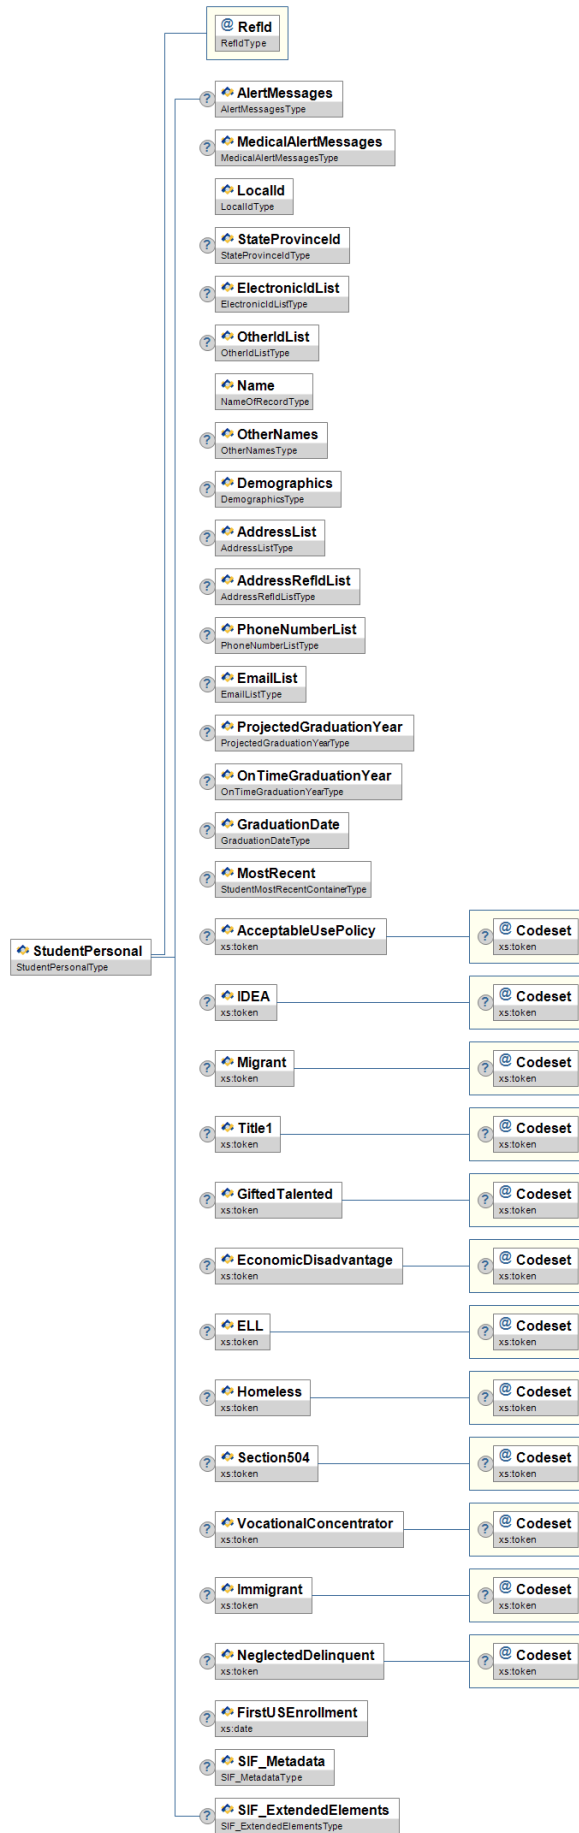 @ RefId
RefIdType
? AlertMessages
AlertMessagesType
? MedicalAlertMessages
MedicalAlertMessagesType
LocalId
LocalIdType
? StateProvinceId
StateProvinceIdType
? ElectronicIdList
ElectronicIdListType
? OtherIdList
OtherIdListType
Name
NameOfRecordType
? OtherNames
OtherNamesType
? Demographics
DemographicsType
? AddressList
AddressListType
? AddressRefIdList
AddressRefIdListType
? PhoneNumberList
PhoneNumberListType
? EmailList
EmailListType
? ProjectedGraduationYear
ProjectedGraduationYearType
? OnTimeGraduationYear
OnTimeGraduationYearType
? GraduationDate
GraduationDateType
? MostRecent
StudentMostRecentContainerType
StudentPersonal
StudentPersonalType
? AcceptableUsePolicy
xs:token
? @ Codeset
xs:token
? IDEA
xs:token
? @ Codeset
xs:token
? Migrant
xs:token
? @ Codeset
xs:token
? Title1
xs:token
? @ Codeset
xs:token
? GiftedTalented
xs:token
? @ Codeset
xs:token
? EconomicDisadvantage
xs:token
? @ Codeset
xs:token
? ELL
xs:token
? @ Codeset
xs:token
? Homeless
xs:token
? @ Codeset
xs:token
? Section504
xs:token
? @ Codeset
xs:token
? VocationalConcentrator
xs:token
? @ Codeset
xs:token
? Immigrant
xs:token
? @ Codeset
xs:token
? NeglectedDelinquent
xs:token
? @ Codeset
xs:token
? FirstUSEnrollment
xs:date
? SIF_Metadata
SIF_MetadataType
? SIF_ExtendedElements
SIF_ExtendedElementsType